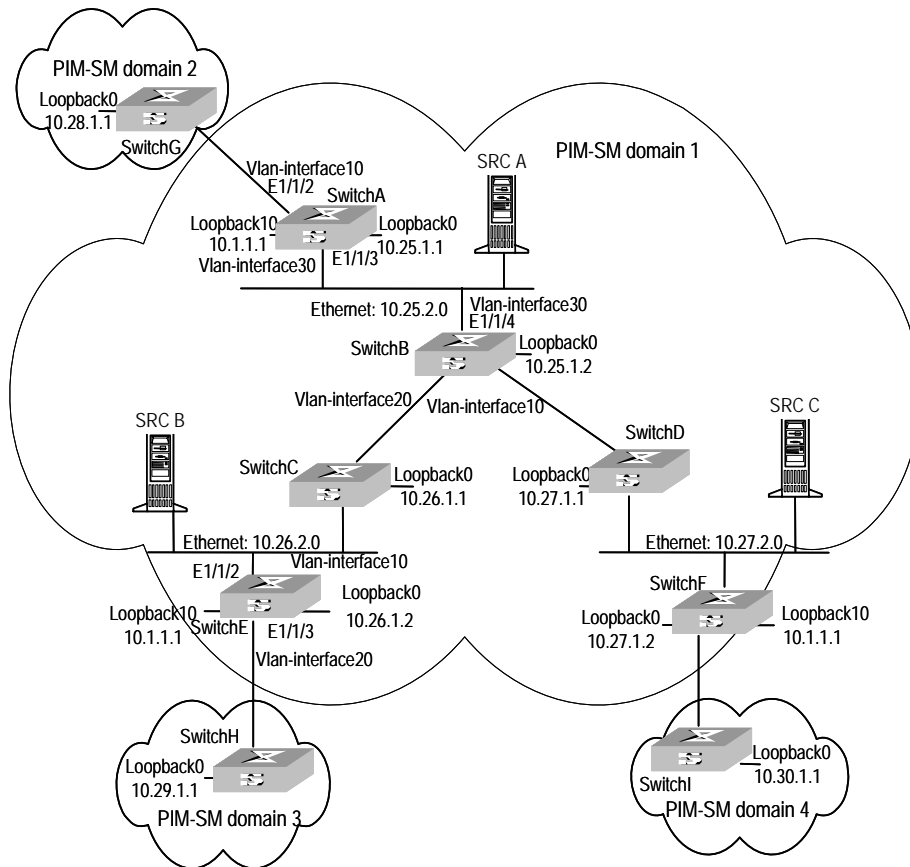 PIM-SM domain 2
Loopback0
10.28.1.1
SwitchG
PIM-SM domain 1
Vlan-interface10
E1/1/2
SwitchA
SRC A
Loopback10
10.1.1.1
Loopback0
10.25.1.1
E1/1/3
Vlan-interface30
Ethernet: 10.25.2.0
Vlan-interface30
E1/1/4
SwitchB
Loopback0
10.25.1.2
Vlan-interface20
Vlan-interface10
SRC B
SRC C
SwitchC
SwitchD
Loopback0
10.26.1.1
Loopback0
10.27.1.1
Ethernet: 10.26.2.0
Ethernet: 10.27.2.0
E1/1/2
Vlan-interface10
SwitchF
Loopback10
10.1.1.1
SwitchE
E1/1/3
Loopback0
10.26.1.2
Loopback0
10.27.1.2
Loopback10
10.1.1.1
Vlan-interface20
SwitchH
Loopback0
10.29.1.1
PIM-SM domain 3
SwitchI
Loopback0
10.30.1.1
PIM-SM domain 4